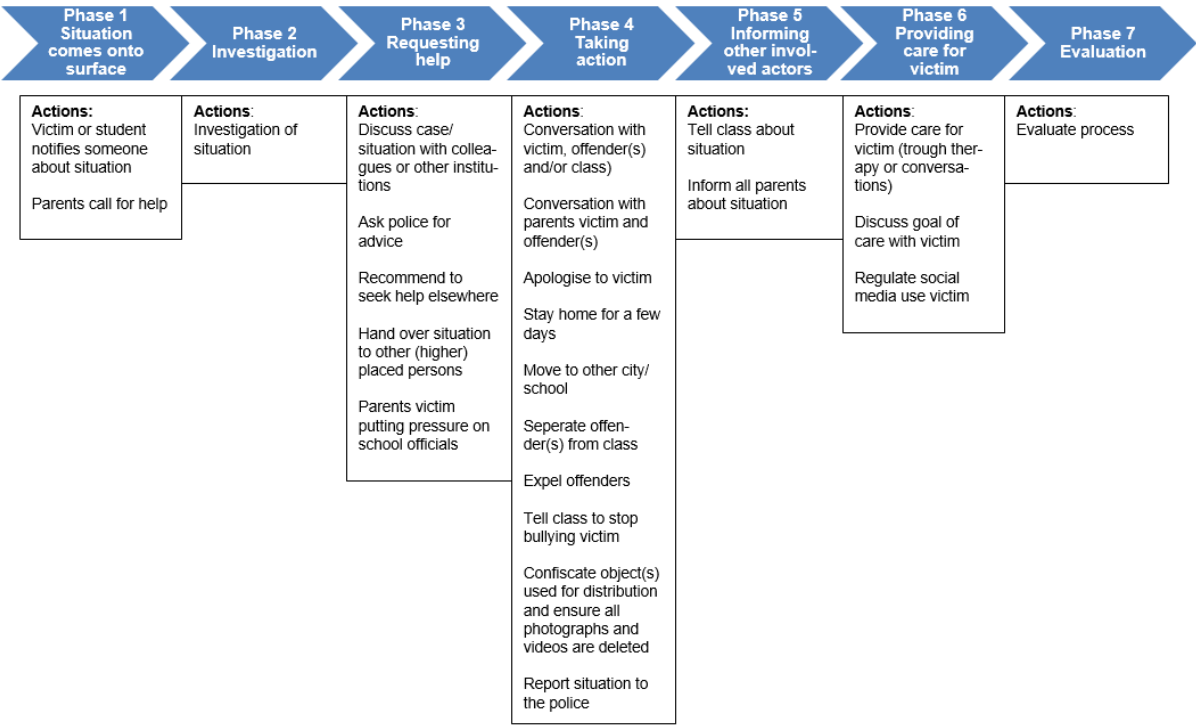 Phase 1
Situation
comes onto
surface
Phase 2
Investigation
Phase 3
Requesting
help
Phase 4
Taking
action
Phase 5
Informing
other invol-
ved actors
Phase 6
Providing
care for
victim
Phase 7
Evaluation
Actions:
Victim or student
notifies someone
about situation
Parents call for help
Actions:
Investigation of
situation
Actions:
Discuss case/
situation with collea-
gues or other institu-
tions
Ask police for
advice
Recommend to
seek help elsewhere
Hand over situation
to other (higher)
placed persons
Parents victim
putting pressure on
school officials
Actions:
Conversation with
victim, offender(s)
and/or class)
Conversation with
parents victim and
offender(s)
Apologise to victim
Stay home for a few
days
Move to other city/
school
Seperate offen-
der(s) from class
Expel offenders
Tell class to stop
bullying victim
Confiscate object(s)
used for distribution
and ensure all
photographs and
videos are deleted
Report situation to
the police
Actions:
Tell class about
situation
Inform all parents
about situation
Actions:
Provide care for
victim (trough ther-
apy or conversa-
tions)
Discuss goal of
care with victim
Regulate social
media use victim
Actions:
Evaluate process